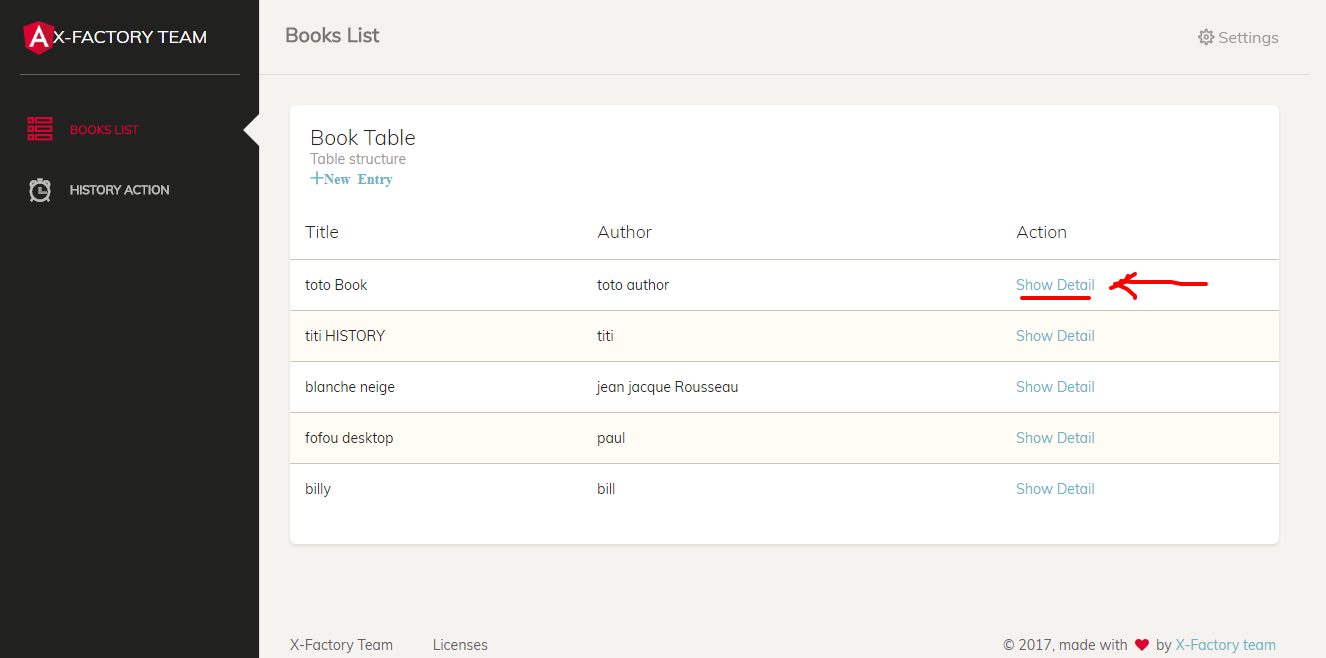 X-FACTORY TEAM
Books List
Settings
BOOKS LIST
HISTORY ACTION
Book Table
Table structure
+New Entry
Title Author Action
toto Book toto author Show Detail
titi HISTORY titi Show Detail
blanche neige jean jacque Rousseau Show Detail
fofou desktop paul Show Detail
billy bill Show Detail
X-Factory Team Licenses © 2017, made with ♥ by X-Factory team